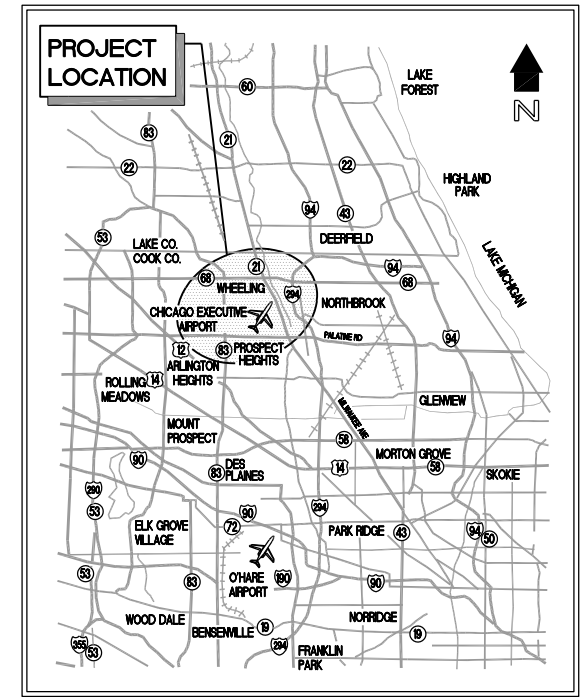 PROJECT
LOCATION
LAKE
FOREST
N
60
83
21
22
22
HIGHLAND
PARK
94
43
53
DEERFIELD
LAKE CO.
COOK CO.
LAKE MICHIGAN
21
94
68
68
WHEELING
294
NORTHBROOK
CHICAGO EXECUTIVE
AIRPORT
PALATINE RD
94
12
83
PROSPECT
HEIGHTS
ARLINGTON
HEIGHTS
14
ROLLING
MEADOWS
GLENVIEW
MILWAUKEE AVE
MOUNT
PROSPECT
58
MORTON GROVE
90
DES
PLAINES
83
14
58
SKOKIE
290
53
294
90
72
ELK GROVE
VILLAGE
PARK RIDGE
43
94
50
53
O'HARE
AIRPORT
190
83
90
WOOD DALE
NORRIDGE
BENSENVILLE
19
19
355
53
294
FRANKLIN
PARK